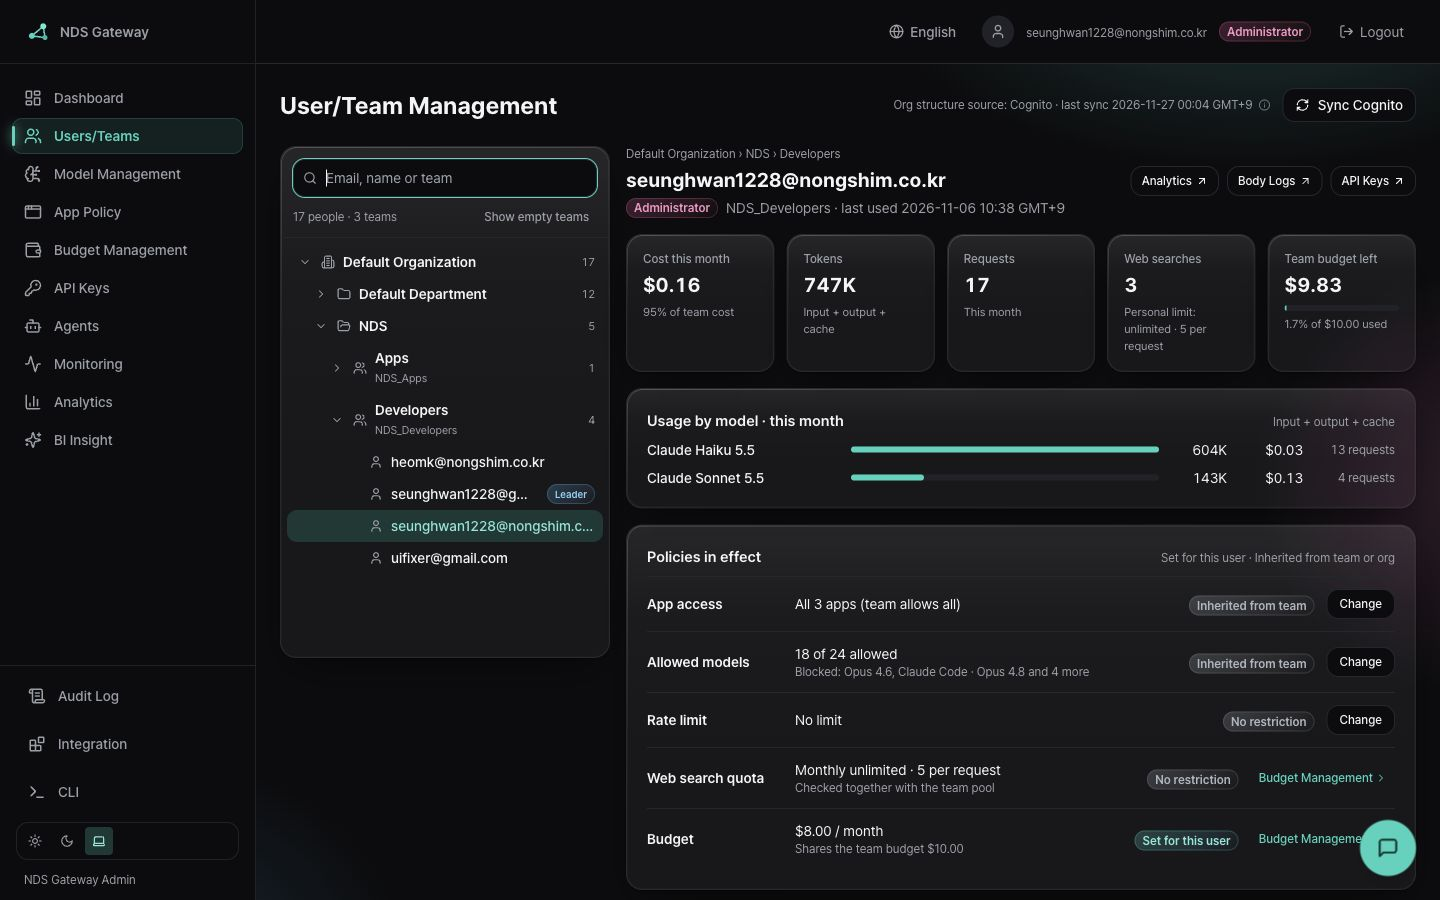 NDS Gateway
English
seunghwan1228@nongshim.co.kr
Administrator
Logout
Dashboard
Users/Teams
Model Management
App Policy
Budget Management
API Keys
Agents
Monitoring
Analytics
BI Insight
Audit Log
Integration
CLI
NDS Gateway Admin
User/Team Management
Org structure source: Cognito · last sync 2026-11-27 00:04 GMT+9
Sync Cognito
Email, name or team
17 people · 3 teams
Show empty teams
Default Organization 17
Default Department 12
NDS 5
Apps 1
NDS_Apps
Developers 4
NDS_Developers
heomk@nongshim.co.kr
seunghwan1228@g... Leader
seunghwan1228@nongshim.c...
uifixer@gmail.com
Default Organization › NDS › Developers
seunghwan1228@nongshim.co.kr
Analytics ↗ Body Logs ↗ API Keys ↗
Administrator NDS_Developers · last used 2026-11-06 10:38 GMT+9
Cost this month
$0.16
95% of team cost
Tokens
747K
Input + output +
cache
Requests
17
This month
Web searches
3
Personal limit:
unlimited · 5 per
request
Team budget left
$9.83
1.7% of $10.00 used
Usage by model · this month
Input + output + cache
Claude Haiku 5.5 604K $0.03 13 requests
Claude Sonnet 5.5 143K $0.13 4 requests
Policies in effect
Set for this user · Inherited from team or org
App access All 3 apps (team allows all) Inherited from team Change
Allowed models 18 of 24 allowed Inherited from team Change
Blocked: Opus 4.6, Claude Code · Opus 4.8 and 4 more
Rate limit No limit No restriction Change
Web search quota Monthly unlimited · 5 per request No restriction Budget Management ›
Checked together with the team pool
Budget $8.00 / month Set for this user Budget Manageme
Shares the team budget $10.00